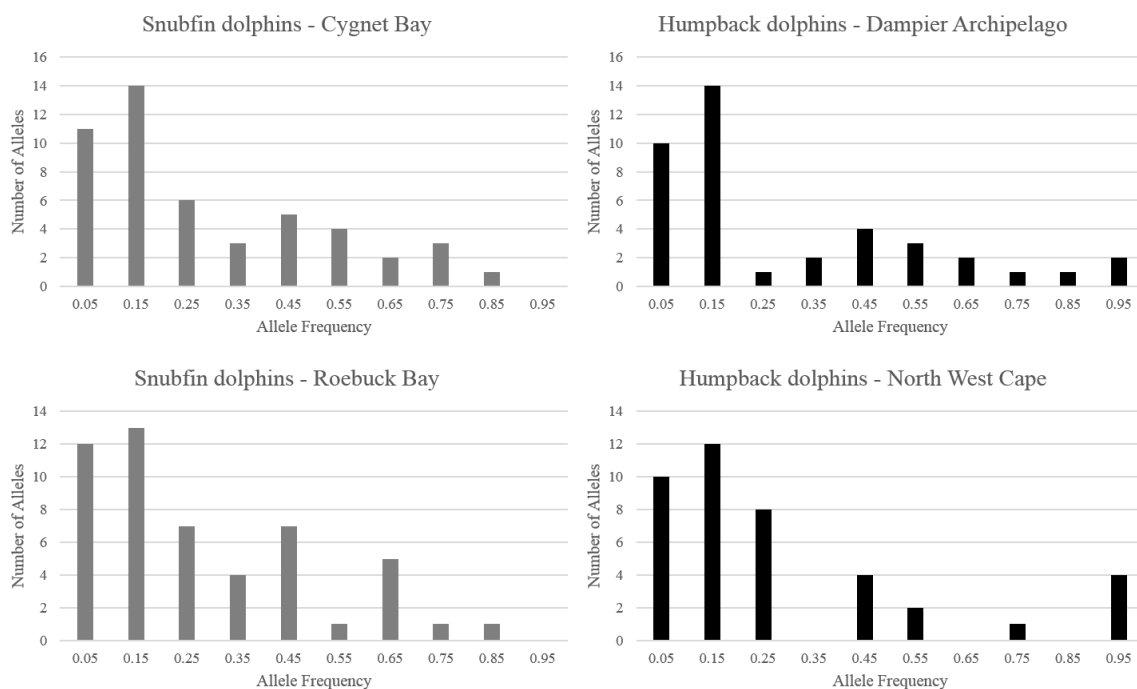 Snubfin dolphins - Cygnet Bay
16
14
12
10
8
6
4
2
0
Number of Alleles
0.05 0.15 0.25 0.35 0.45 0.55 0.65 0.75 0.85 0.95
Allele Frequency
Humpback dolphins - Dampier Archipelago
16
14
12
10
8
6
4
2
0
Number of Alleles
0.05 0.15 0.25 0.35 0.45 0.55 0.65 0.75 0.85 0.95
Allele Frequency
Snubfin dolphins - Roebuck Bay
14
12
10
8
6
4
2
0
Number of Alleles
0.05 0.15 0.25 0.35 0.45 0.55 0.65 0.75 0.85 0.95
Allele Frequency
Humpback dolphins - North West Cape
14
12
10
8
6
4
2
0
Number of Alleles
0.05 0.15 0.25 0.35 0.45 0.55 0.65 0.75 0.85 0.95
Allele Frequency